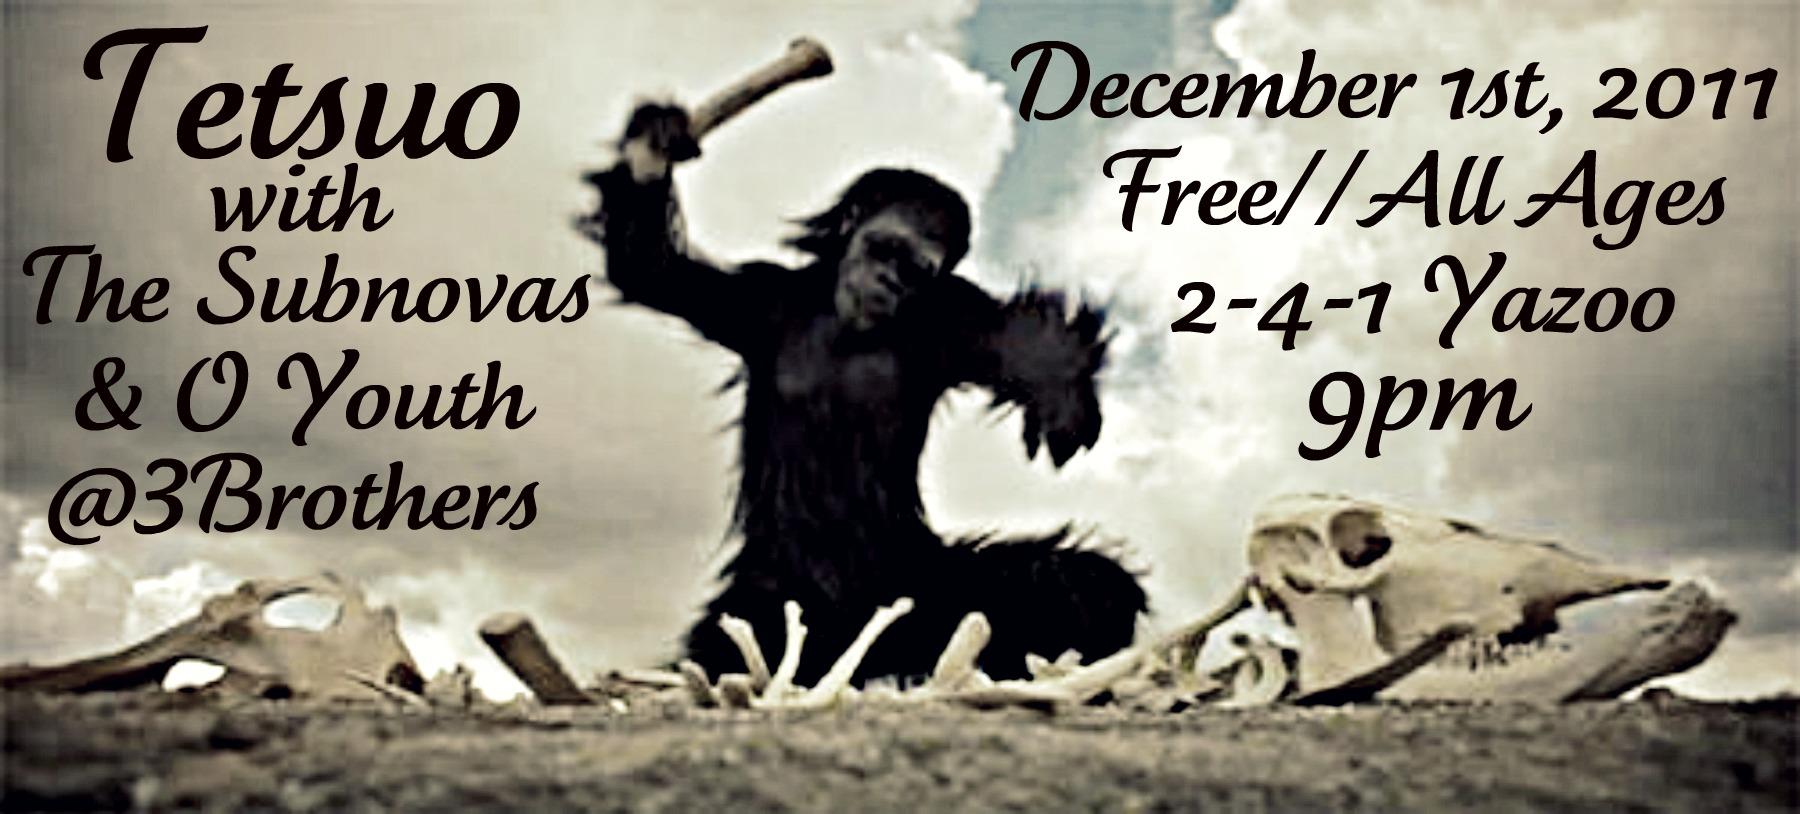 Tetsuo
with
The Subnovas
& O Youth
@3Brothers
December 1st, 2011
Free//All Ages
2-4-1 Yazoo
9pm